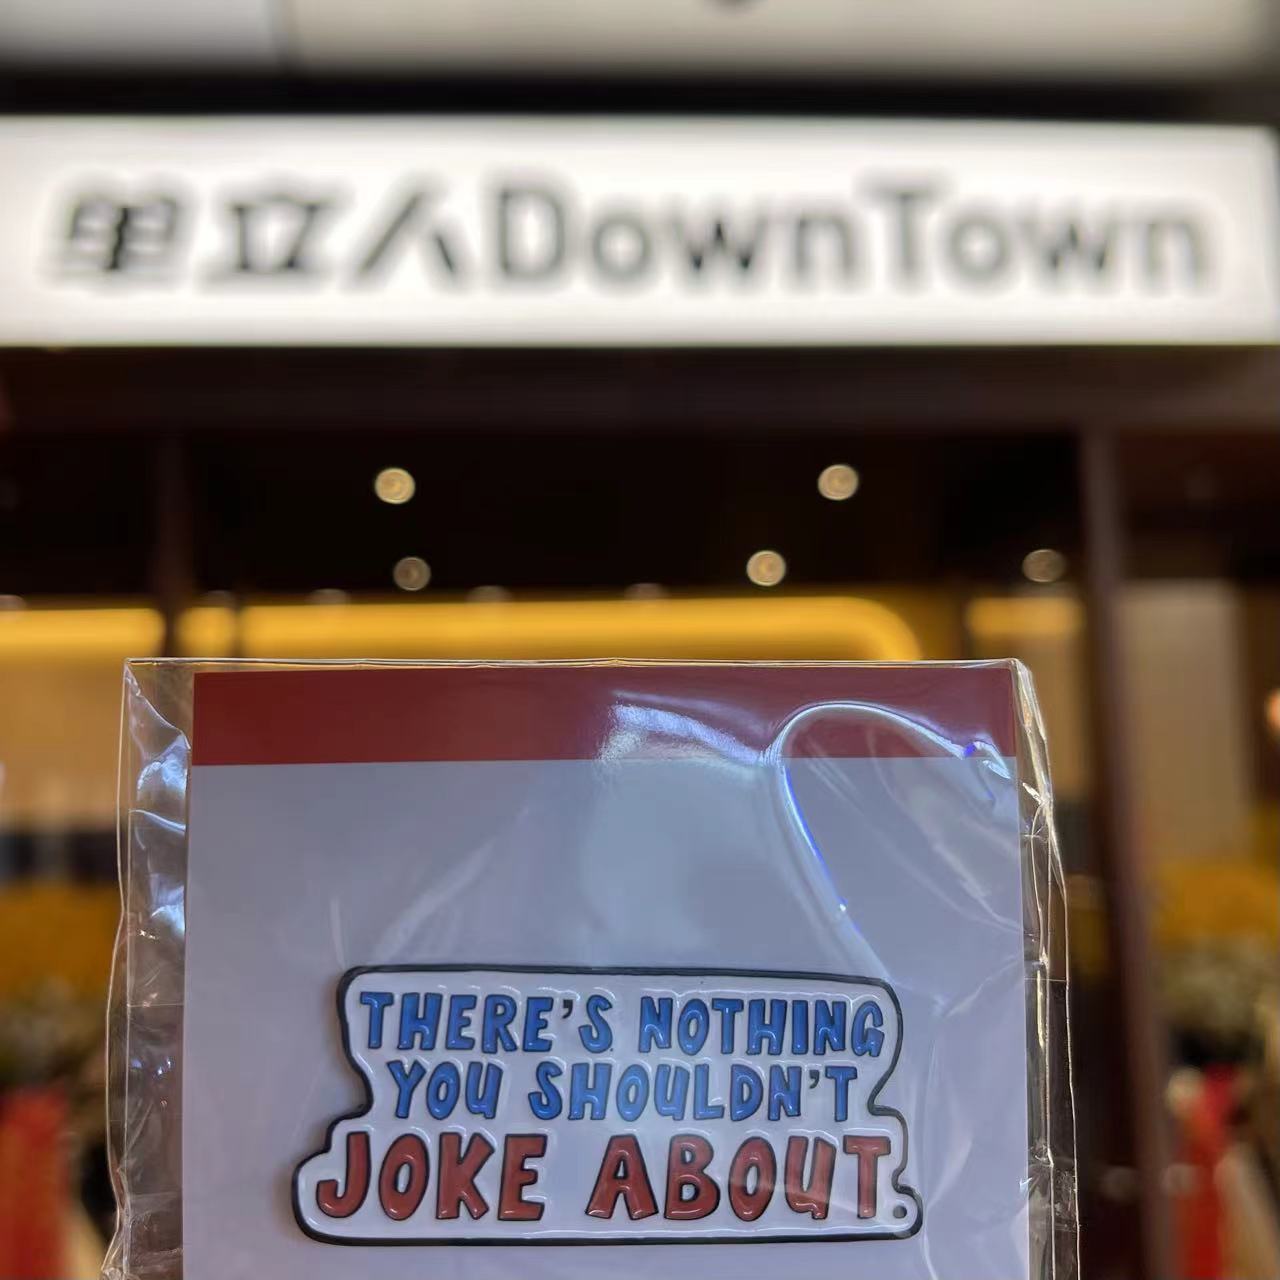 单立人DownTown
THERE'S NOTHING
YOU SHOULDN'T
JOKE ABOUT.